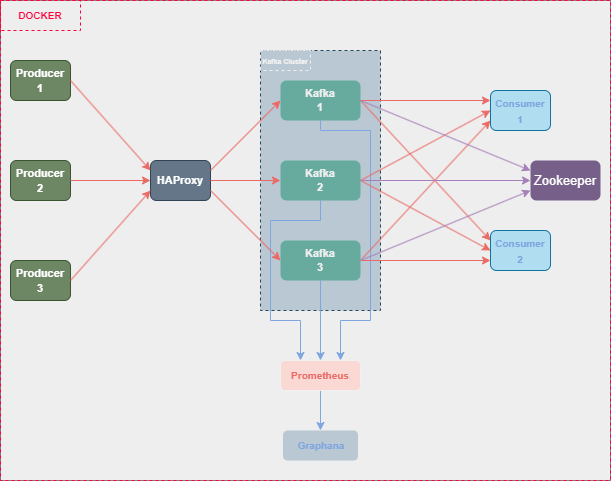 DOCKER
Kafka Cluster
Producer
1
Kafka
1
Consumer
1
Producer
2
HAProxy
Kafka
2
Zookeeper
Producer
3
Kafka
3
Consumer
2
Prometheus
Graphana